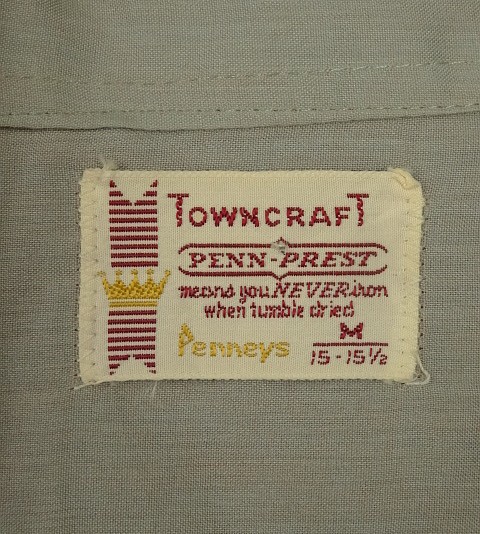 TOWNCRAFT
PENN-PREST
means you NEVER iron
when tumble dried
Penneys
M
15 - 15½